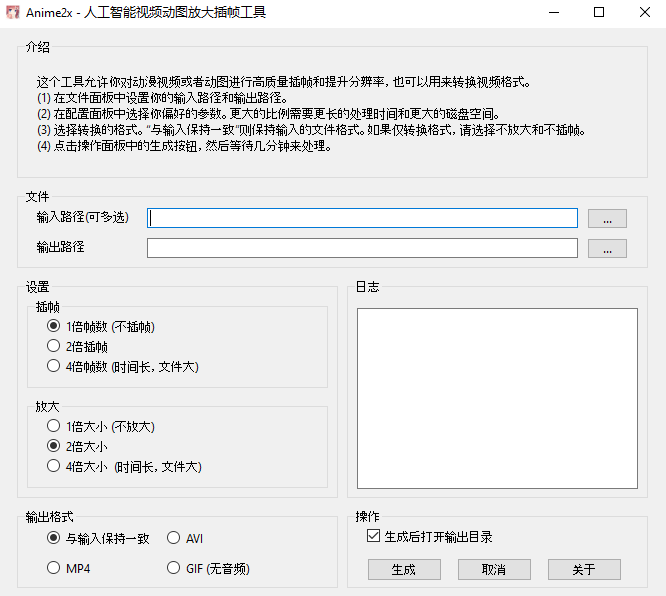 Anime2x - 人工智能视频动图放大插帧工具
介绍
这个工具允许你对动漫视频或者动图进行高质量插帧和提升分辨率，也可以用来转换视频格式。
(1) 在文件面板中设置你的输入路径和输出路径。
(2) 在配置面板中选择你偏好的参数。更大的比例需要更长的处理时间和更大的磁盘空间。
(3) 选择转换的格式。“与输入保持一致”则保持输入的文件格式。如果仅转换格式，请选择不放大和不插帧。
(4) 点击操作面板中的生成按钮，然后等待几分钟来处理。
文件
输入路径(可多选)
...
输出路径
...
设置
插帧
1倍帧数 (不插帧)
2倍插帧
4倍帧数 (时间长, 文件大)
放大
1倍大小 (不放大)
2倍大小
4倍大小 (时间长, 文件大)
日志
输出格式
与输入保持一致
AVI
MP4
GIF (无音频)
操作
生成后打开输出目录
生成
取消
关于